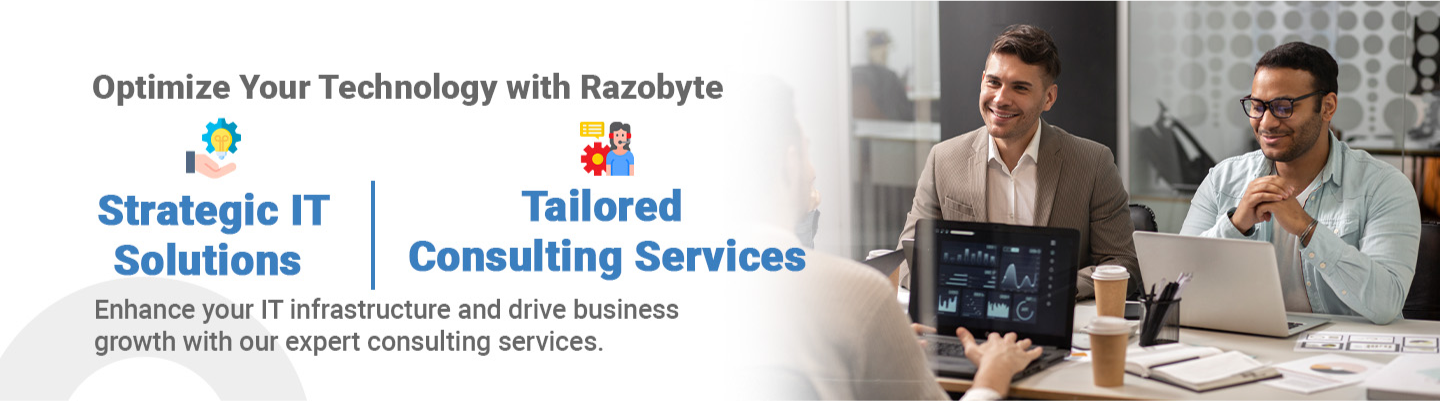 Optimize Your Technology with Razobyte
Strategic IT
Solutions
Tailored
Consulting Services
Enhance your IT infrastructure and drive business
growth with our expert consulting services.